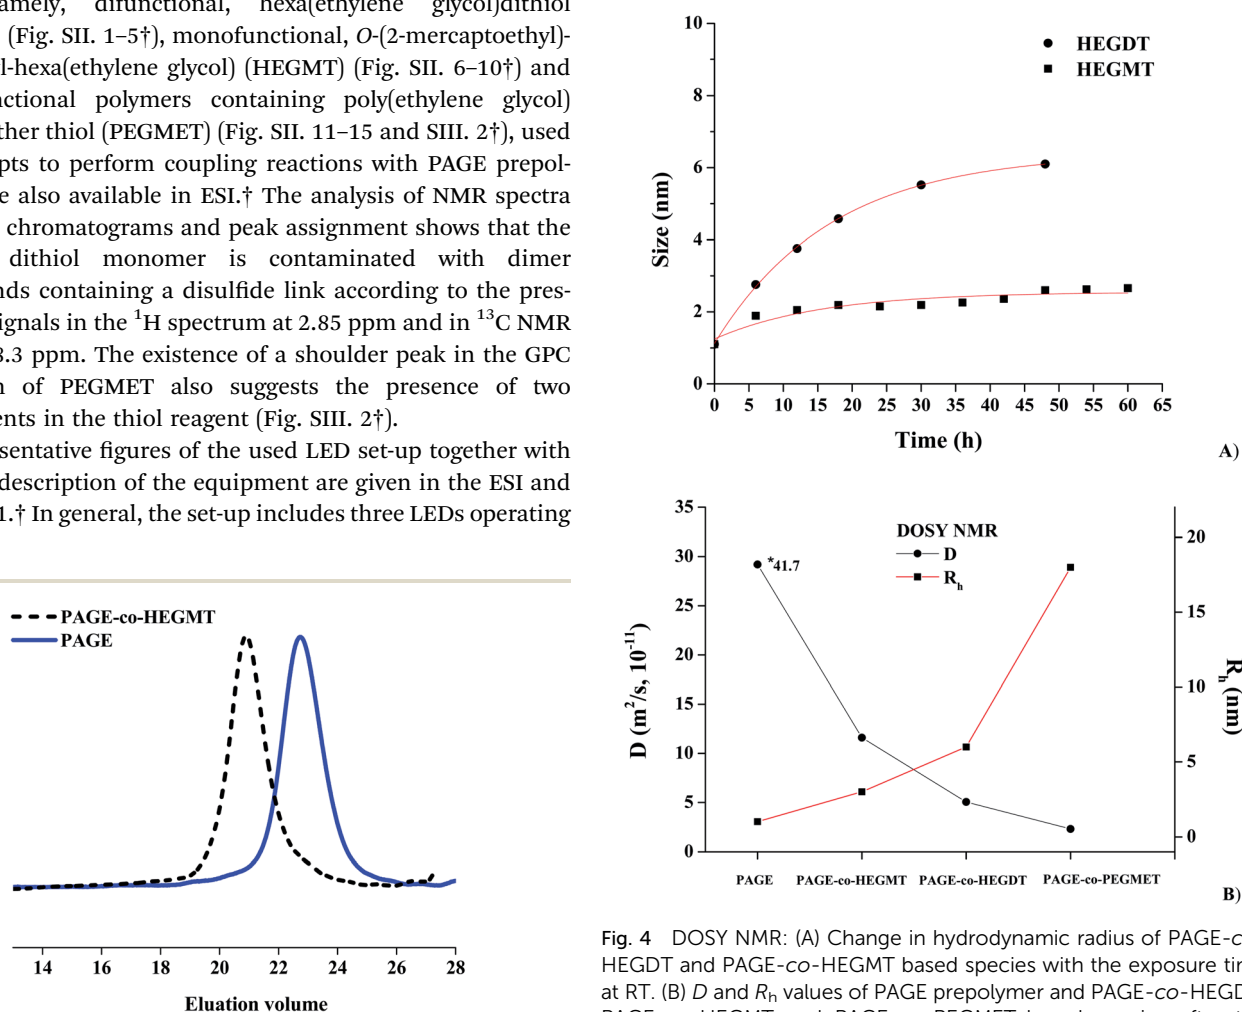 amely, difunctional, hexa(ethylene glycol)dithiol
(Fig. SII. 1–5†), monofunctional, O-(2-mercaptoethyl)-
l-hexa(ethylene glycol) (HEGMT) (Fig. SII. 6–10†) and
nctional polymers containing poly(ethylene glycol)
ther thiol (PEGMET) (Fig. SII. 11–15 and SIII. 2†), used
pts to perform coupling reactions with PAGE prepol-
e also available in ESI.† The analysis of NMR spectra
chromatograms and peak assignment shows that the
dithiol monomer is contaminated with dimer
nds containing a disulfide link according to the pres-
ignals in the ¹H spectrum at 2.85 ppm and in ¹³C NMR
8.3 ppm. The existence of a shoulder peak in the GPC
n of PEGMET also suggests the presence of two
ents in the thiol reagent (Fig. SIII. 2†).
esentative figures of the used LED set-up together with
description of the equipment are given in the ESI and
1.† In general, the set-up includes three LEDs operating
PAGE-co-HEGMT
PAGE
14 16 18 20 22 24 26 28
Eluation volume
10
8
6
4
2
0
Size (nm)
HEGDT
HEGMT
0 5 10 15 20 25 30 35 40 45 50 55 60 65
Time (h)
A)
35
30
25
20
15
10
5
0
D (m²/s, 10⁻¹¹)
DOSY NMR
D
Rₕ
*41.7
20
15
10
5
0
Rₕ (nm)
PAGE PAGE-co-HEGMT PAGE-co-HEGDT PAGE-co-PEGMET
B)
Fig. 4 DOSY NMR: (A) Change in hydrodynamic radius of PAGE-c
HEGDT and PAGE-co-HEGMT based species with the exposure tir
at RT. (B) D and Rₕ values of PAGE prepolymer and PAGE-co-HEGD